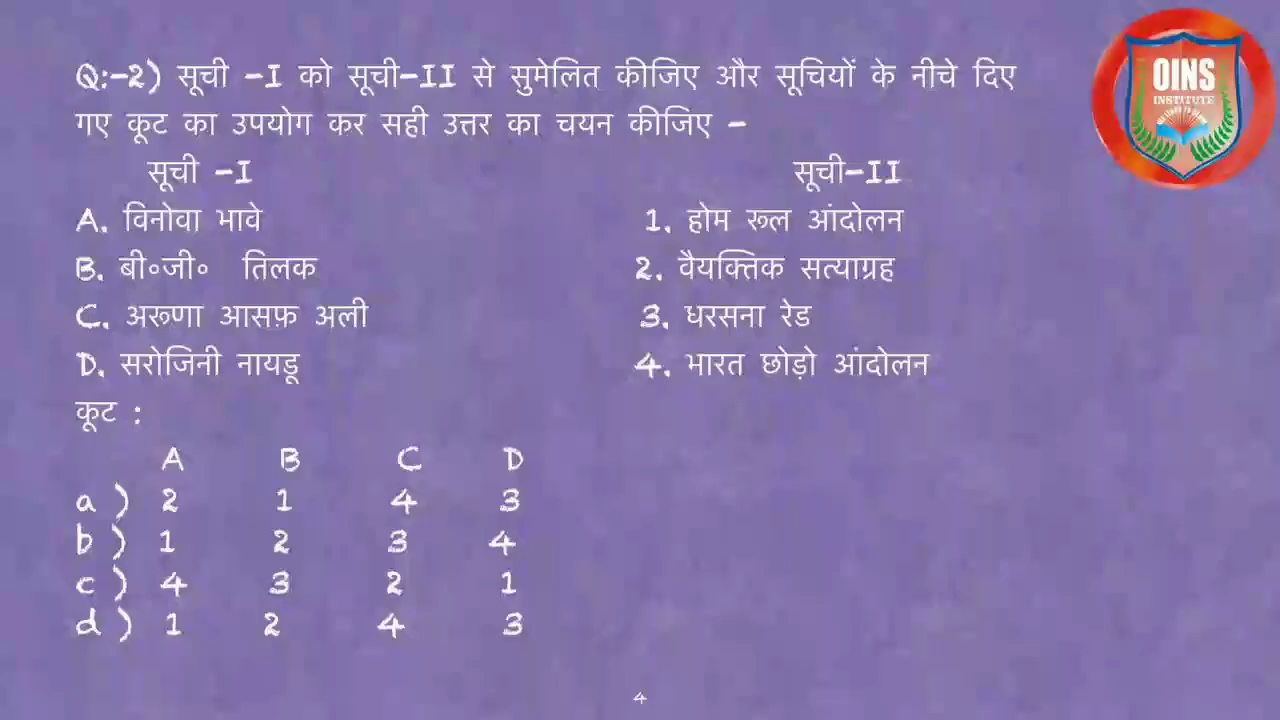 Q:-2) सूची -I को सूची-II से सुमेलित कीजिए और सूचियों के नीचे दिए
गए कूट का उपयोग कर सही उत्तर का चयन कीजिए -
सूची -I सूची-II
A. विनोवा भावे 1. होम रूल आंदोलन
B. बी॰जी॰ तिलक 2. वैयक्तिक सत्याग्रह
C. अरूणा आसफ़ अली 3. धरसना रेड
D. सरोजिनी नायडू 4. भारत छोड़ो आंदोलन
कूट :
A B C D
a ) 2 1 4 3
b ) 1 2 3 4
c ) 4 3 2 1
d ) 1 2 4 3
4
OINS
INSTITUTE